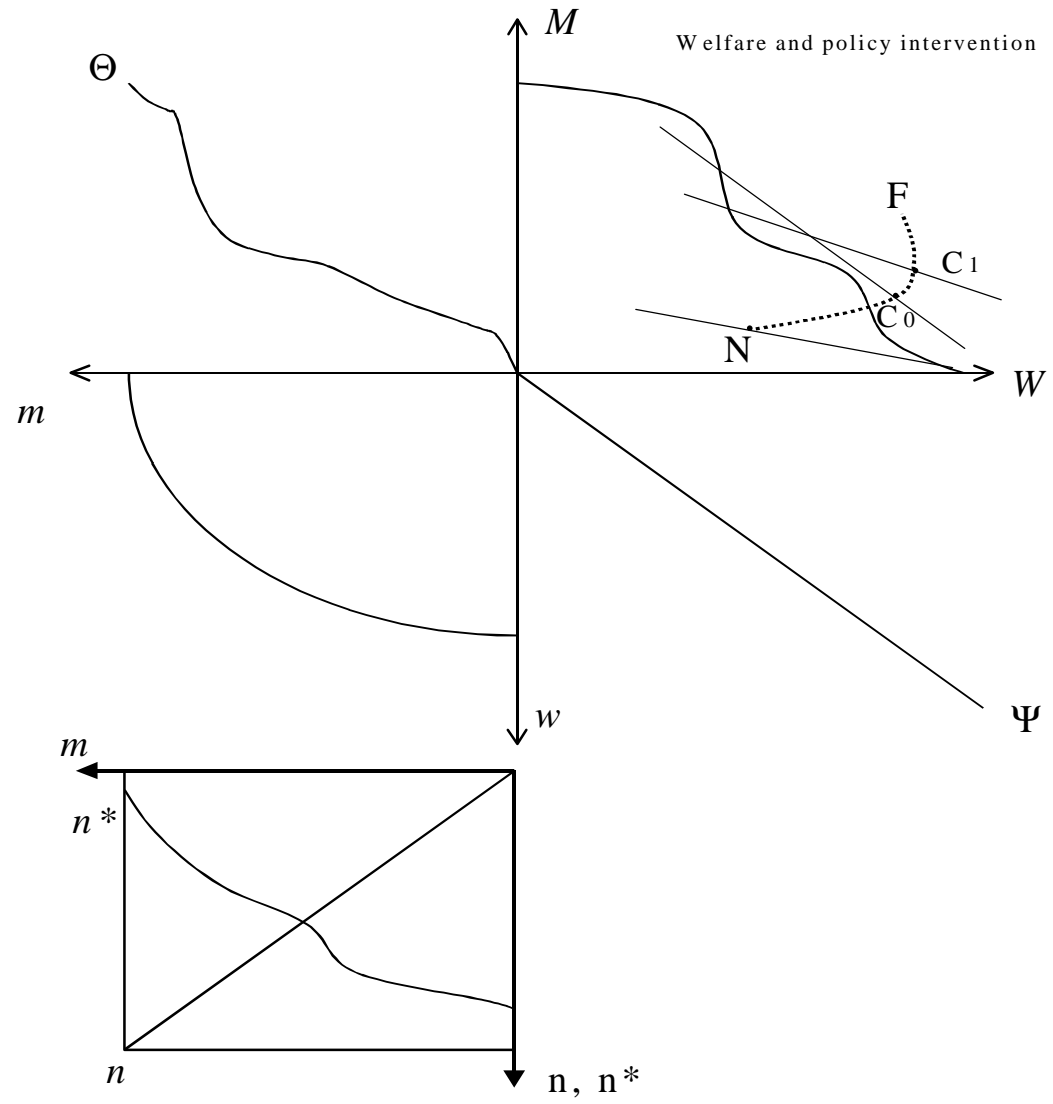 M
Welfare and policy intervention
Θ
F
C1
C0
N
W
m
w
Ψ
m
n*
n
n, n*